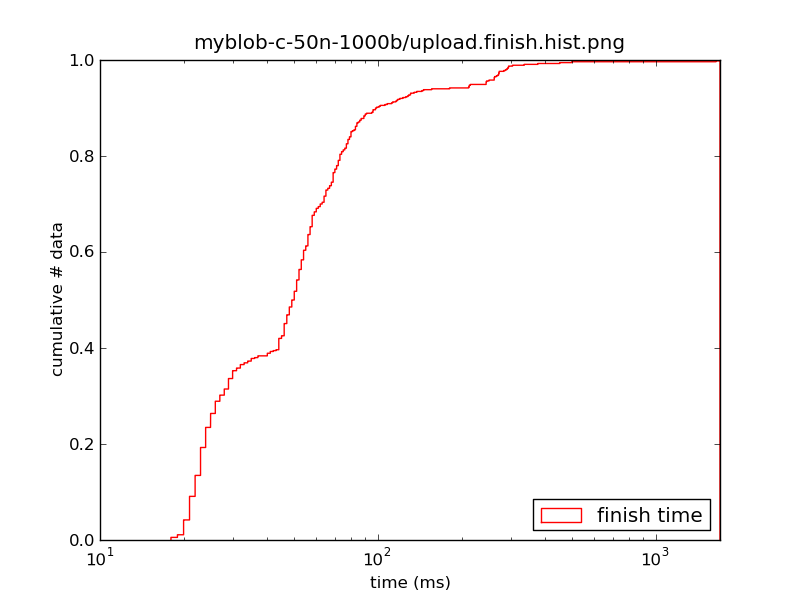 myblob-c-50n-1000b/upload.finish.hist.png
cumulative # data
1.0
0.8
0.6
0.4
0.2
0.0
10¹ 10² 10³
time (ms)
finish time